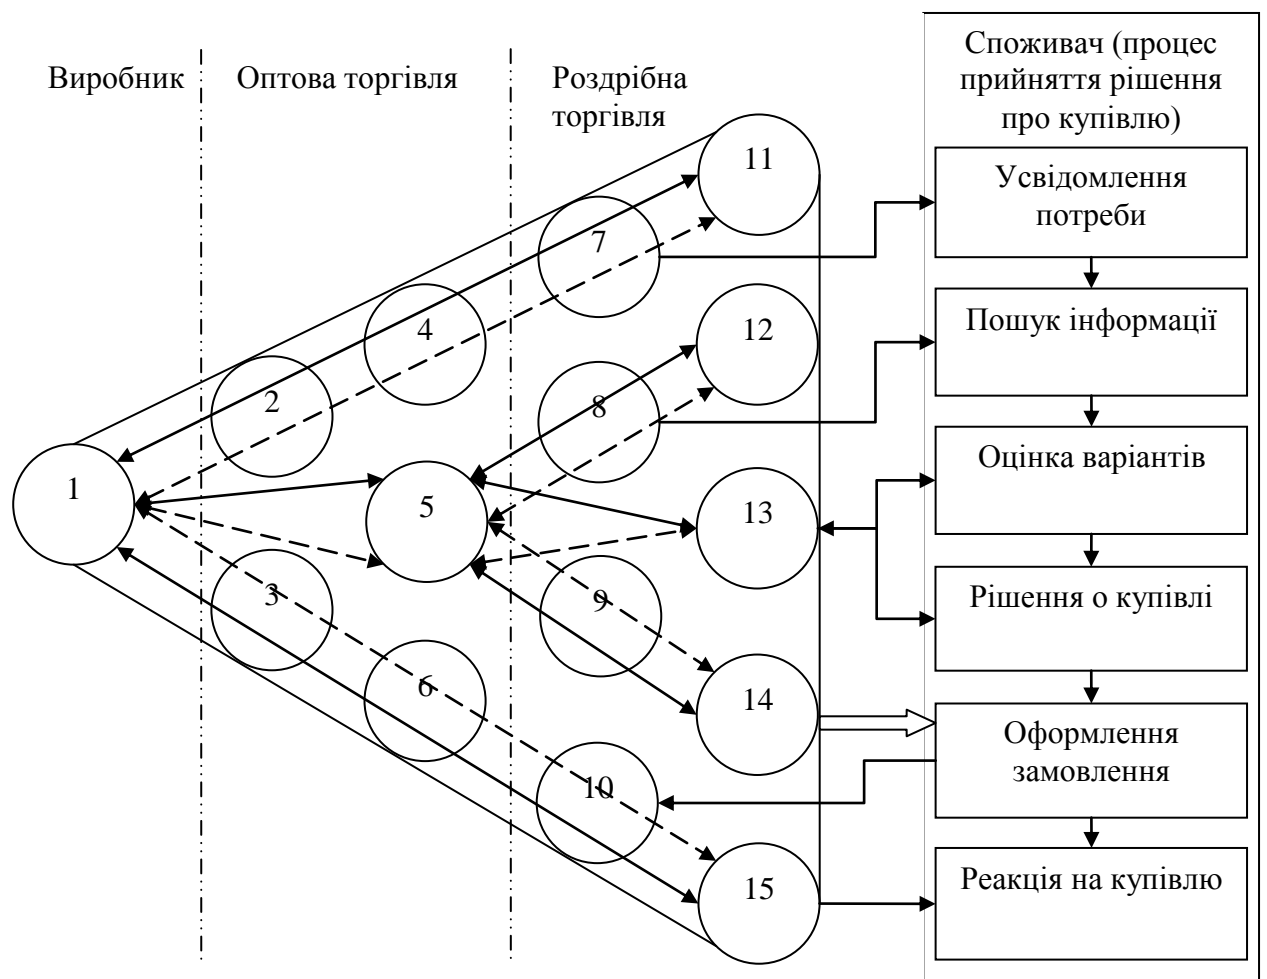 Виробник
Оптова торгівля
Роздрібна
торгівля
Споживач (процес
прийняття рішення
про купівлю)
11
7
4
2
1
12
8
5
13
3
9
6
14
10
15
Усвідомлення
потреби
Пошук інформації
Оцінка варіантів
Рішення о купівлі
Оформлення
замовлення
Реакція на купівлю